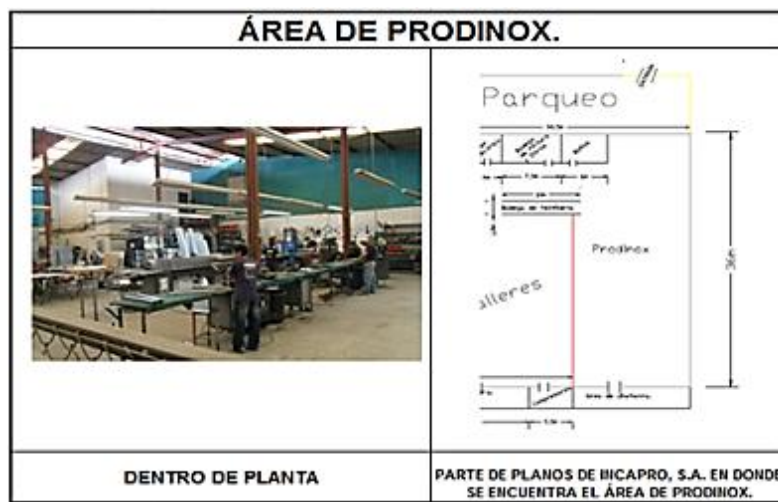 ÁREA DE PRODINOX.
Parqueo
Prodinox
alleres
36m
DENTRO DE PLANTA
PARTE DE PLANOS DE INCAPRO, S.A. EN DONDE
SE ENCUENTRA EL ÁREA DE PRODINOX.